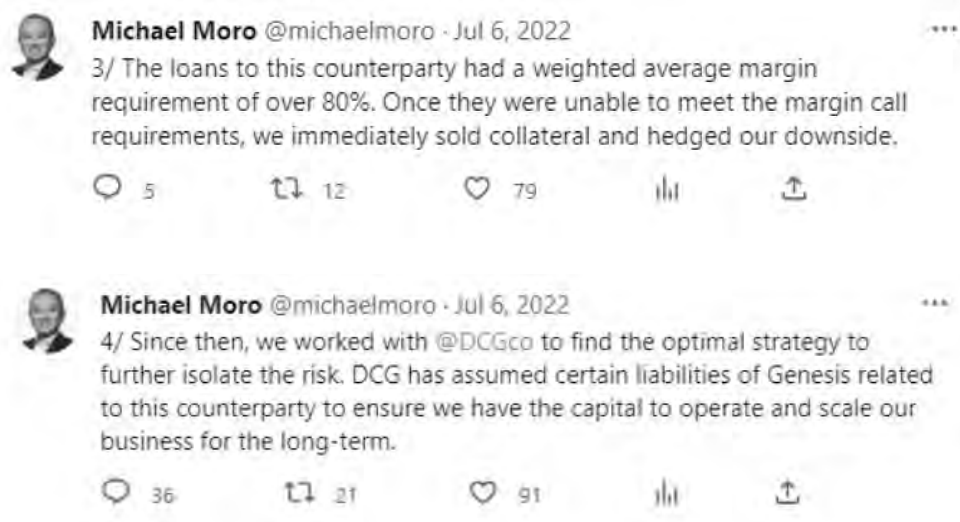 Michael Moro @michaelmoro · Jul 6, 2022
3/ The loans to this counterparty had a weighted average margin
requirement of over 80%. Once they were unable to meet the margin call
requirements, we immediately sold collateral and hedged our downside.
5 12 79
Michael Moro @michaelmoro · Jul 6, 2022
4/ Since then, we worked with @DCGco to find the optimal strategy to
further isolate the risk. DCG has assumed certain liabilities of Genesis related
to this counterparty to ensure we have the capital to operate and scale our
business for the long-term.
36 21 91